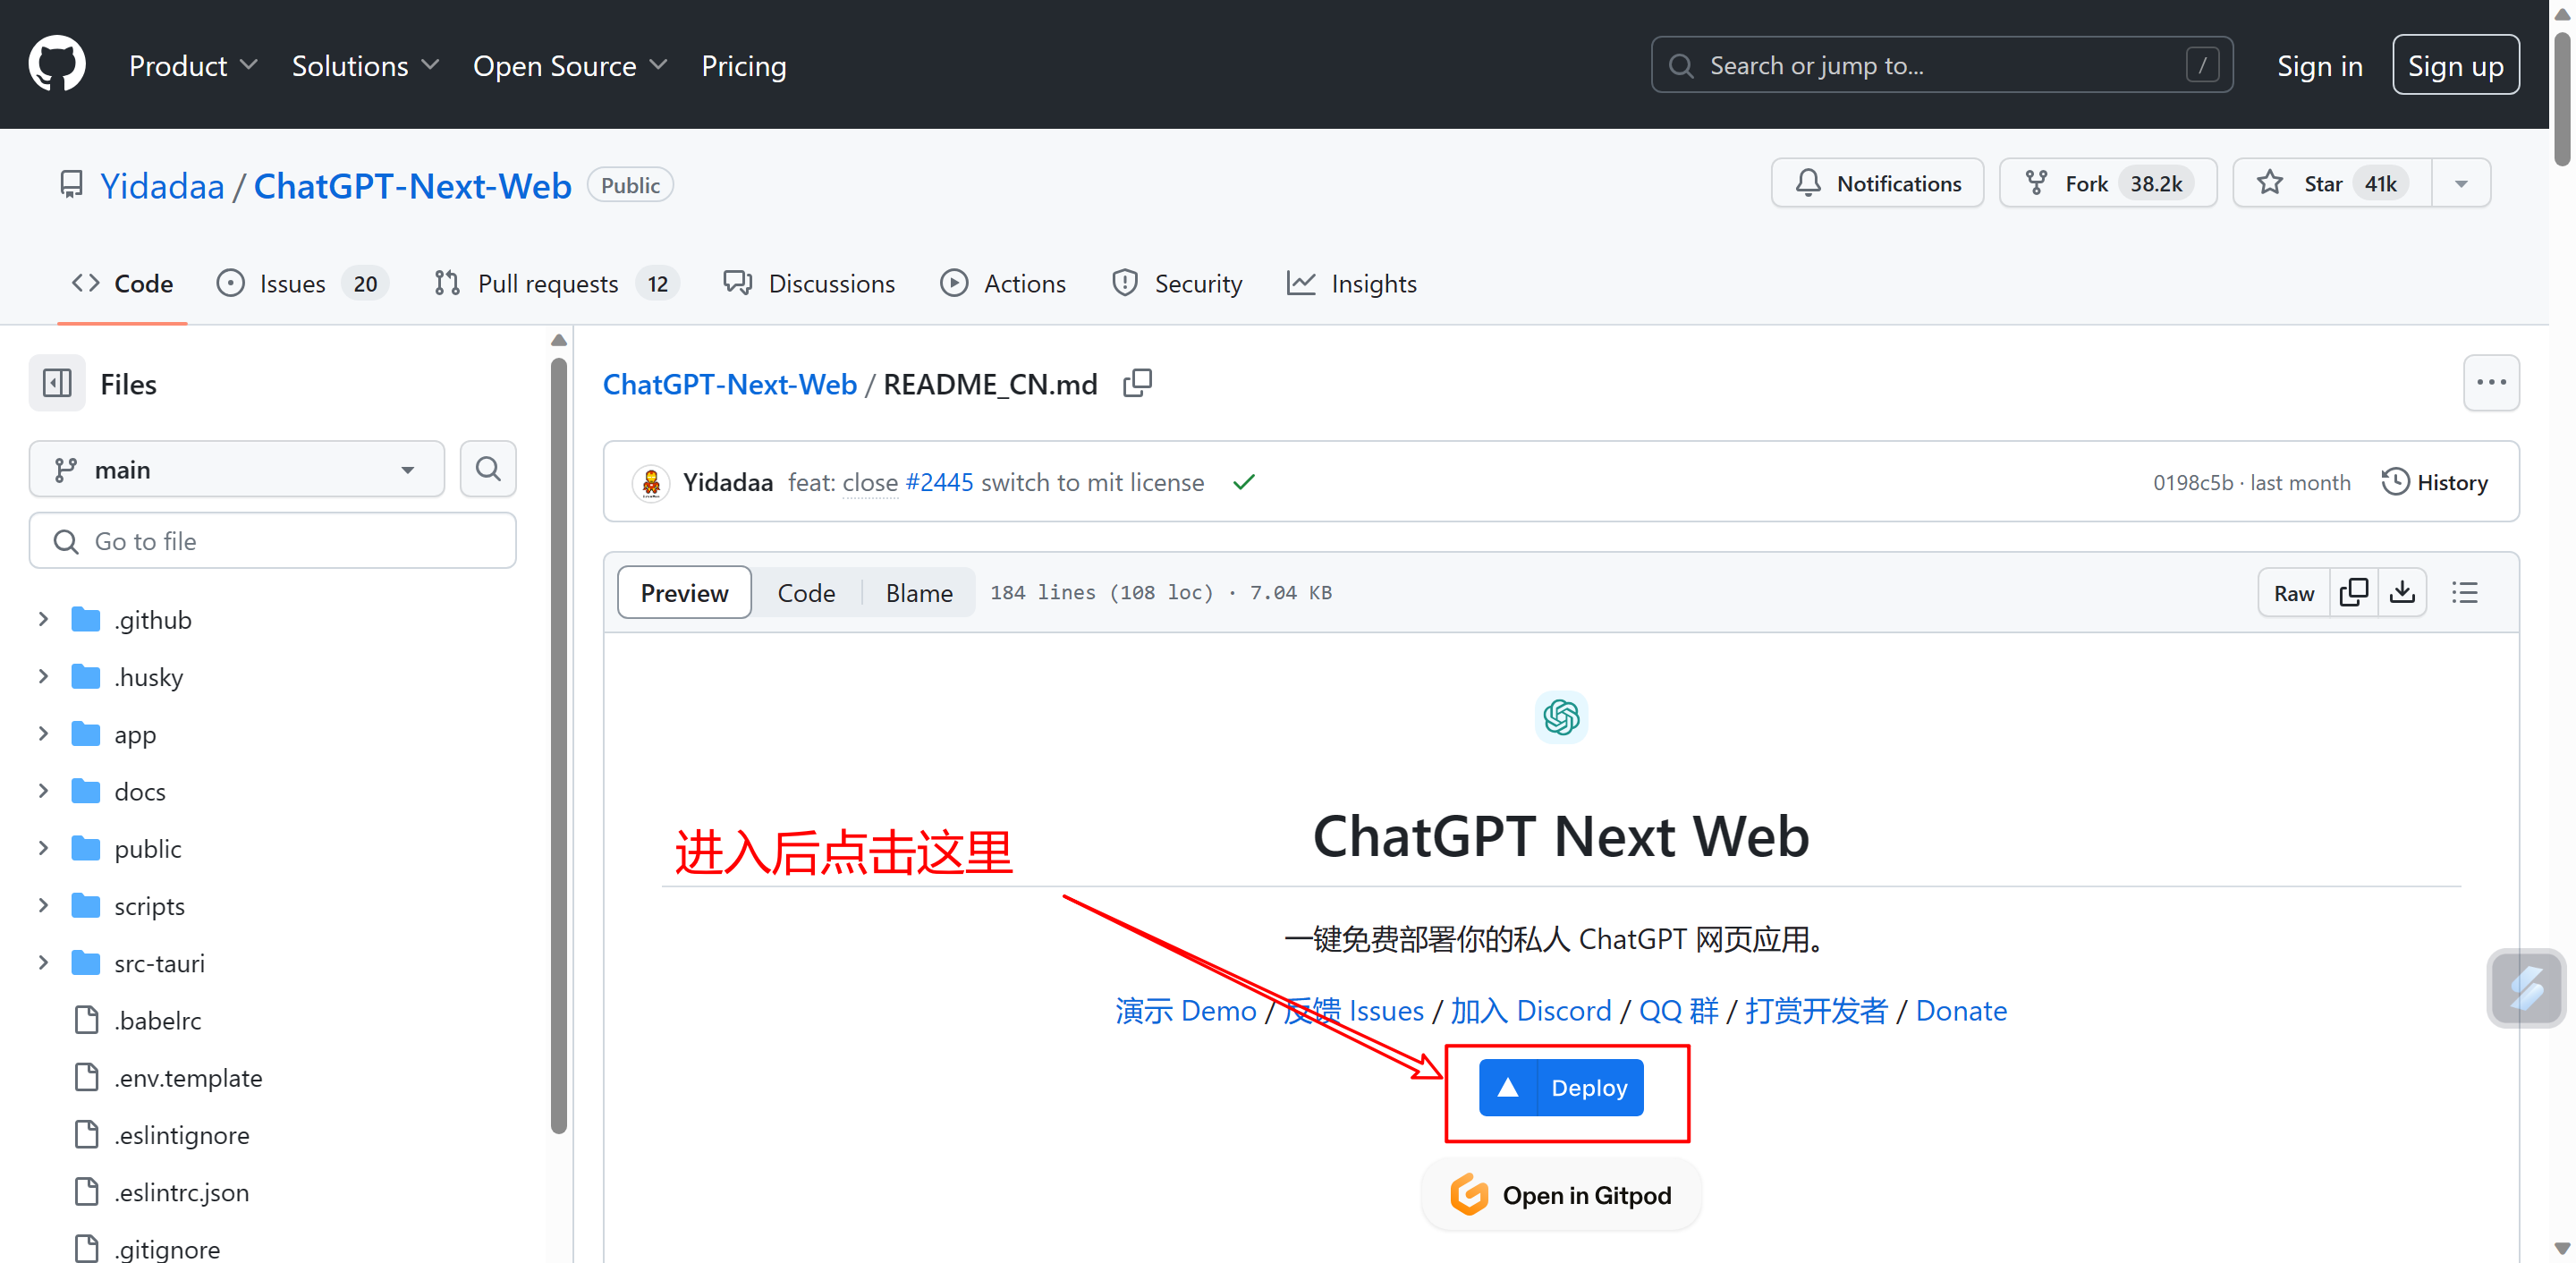 Product Solutions Open Source Pricing Search or jump to... / Sign in Sign up
Yidadaa / ChatGPT-Next-Web Public Notifications Fork 38.2k Star 41k
Code Issues 20 Pull requests 12 Discussions Actions Security Insights
Files
main
Go to file
.github
.husky
app
docs
public
scripts
src-tauri
.babelrc
.env.template
.eslintignore
.eslintrc.json
.gitignore
ChatGPT-Next-Web / README_CN.md
Yidadaa feat: close #2445 switch to mit license 0198c5b · last month History
Preview Code Blame 184 lines (108 loc) · 7.04 KB Raw
ChatGPT Next Web
进入后点击这里
一键免费部署你的私人 ChatGPT 网页应用。
演示 Demo / 反馈 Issues / 加入 Discord / QQ 群 / 打赏开发者 / Donate
Deploy
Open in Gitpod